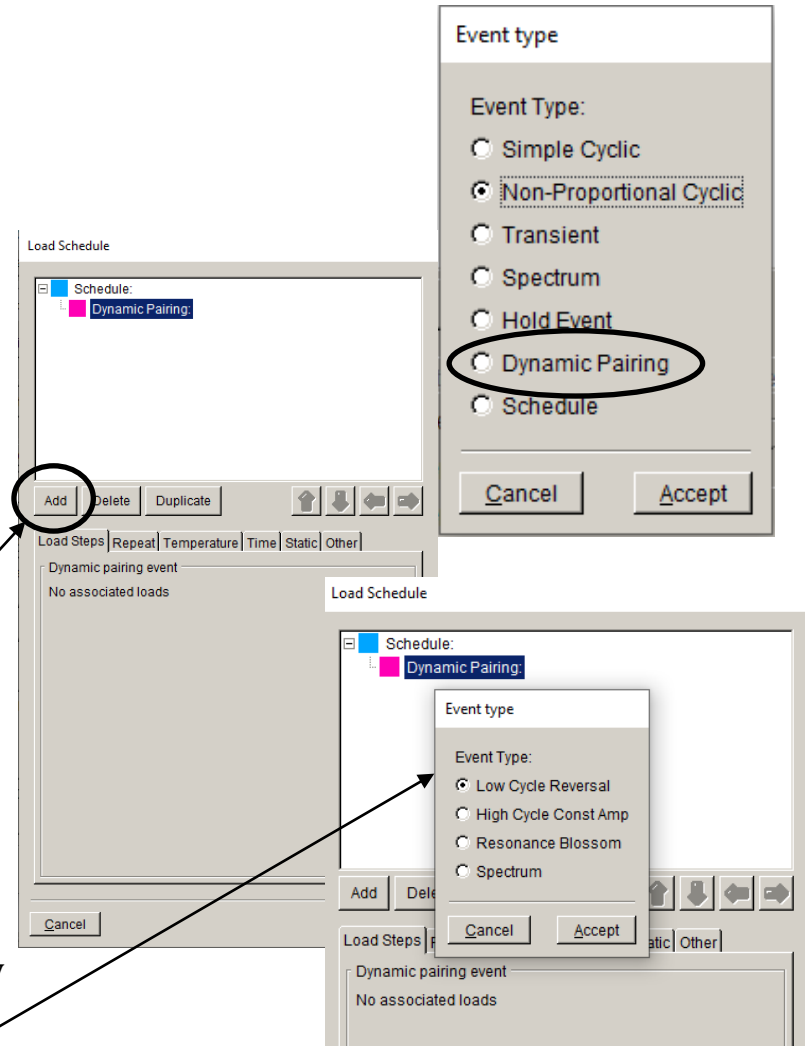 Event type
Event Type:
Simple Cyclic
Non-Proportional Cyclic
Transient
Spectrum
Hold Event
Dynamic Pairing
Schedule
Cancel
Accept
Load Schedule
Schedule:
Dynamic Pairing:
Add
Delete
Duplicate
Load Steps
Repeat
Temperature
Time
Static
Other
Dynamic pairing event
No associated loads
Cancel
Load Schedule
Schedule:
Dynamic Pairing:
Event type
Event Type:
Low Cycle Reversal
High Cycle Const Amp
Resonance Blossom
Spectrum
Cancel
Accept
Add
Dele
Load Steps
atic
Other
Dynamic pairing event
No associated loads